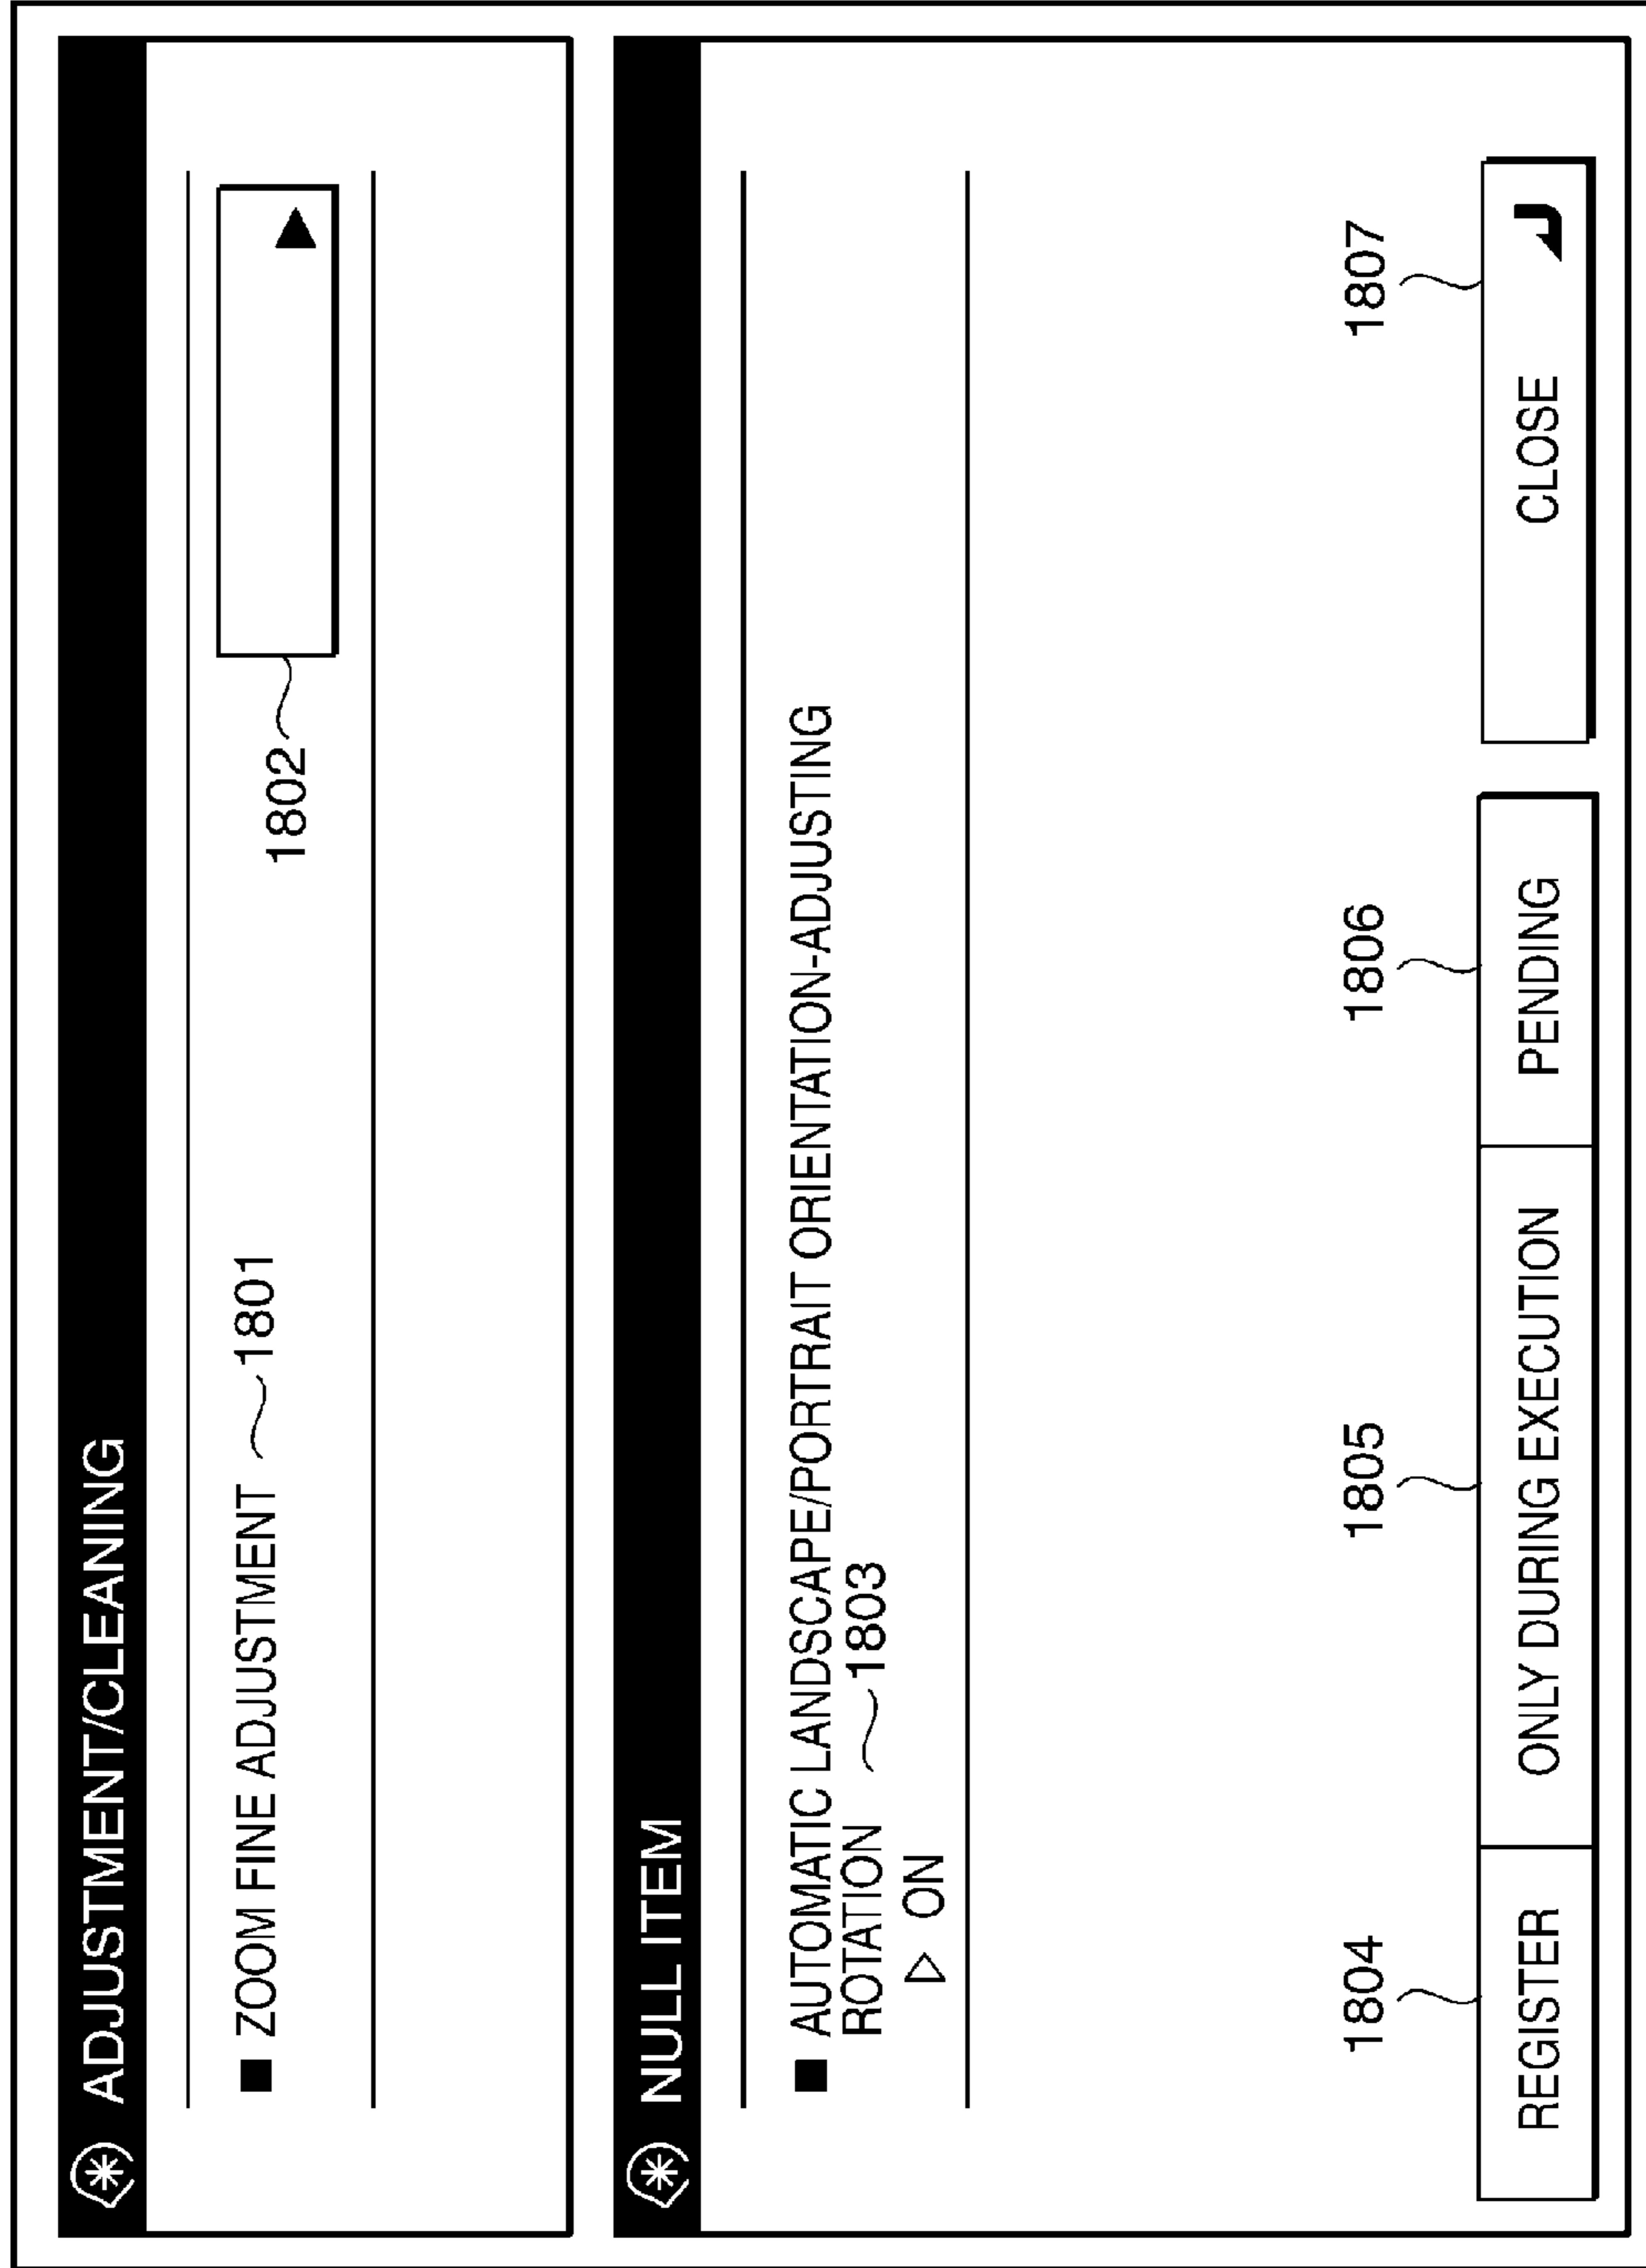 ADJUSTMENT/CLEANING
■ ZOOM FINE ADJUSTMENT 1801
1802
NULL ITEM
■ AUTOMATIC LANDSCAPE/PORTRAIT ORIENTATION-ADJUSTING
ROTATION 1803
▷ ON
1804 1805 1806 1807
REGISTER ONLY DURING EXECUTION PENDING CLOSE